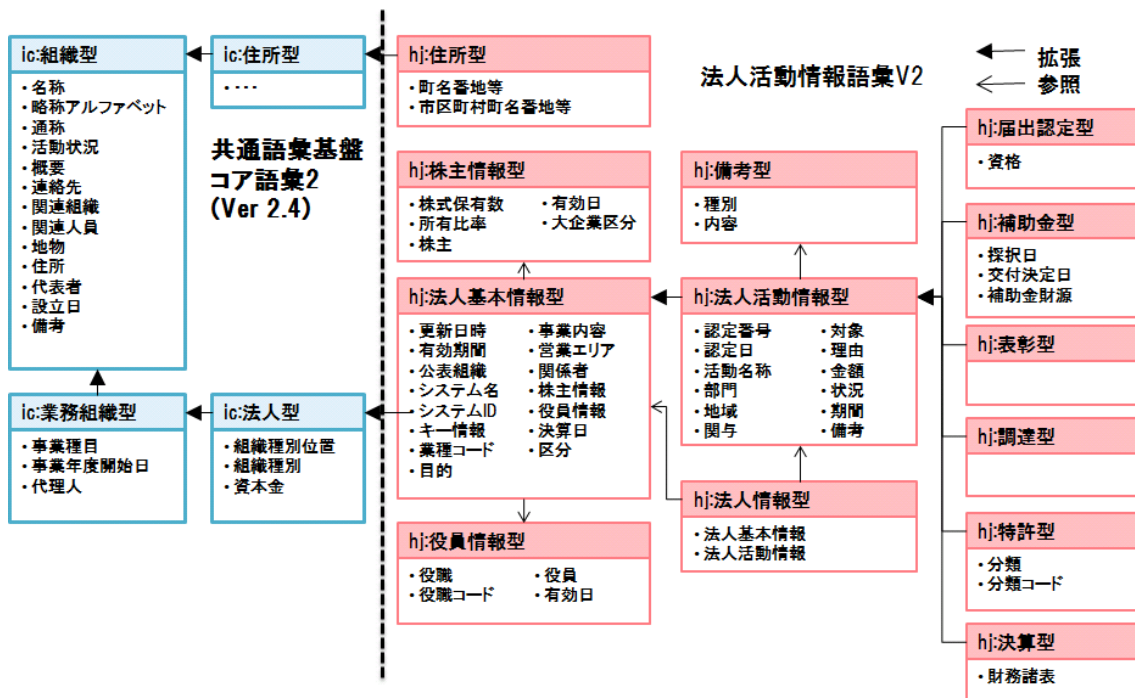 ic:組織型
・名称
・略称アルファベット
・通称
・活動状況
・概要
・連絡先
・関連組織
・関連人員
・地物
・住所
・代表者
・設立日
・備考
ic:住所型
・---
共通語彙基盤
コア語彙2
(Ver 2.4)
ic:業務組織型
・事業種目
・事業年度開始日
・代理人
ic:法人型
・組織種別位置
・組織種別
・資本金
hj:住所型
・町名番地等
・市区町村町名番地等
法人活動情報語彙V2
拡張
参照
hj:株主情報型
・株式保有数
・所有比率
・株主
・有効日
・大企業区分
hj:備考型
・種別
・内容
hj:法人基本情報型
・更新日時
・有効期間
・公表組織
・システム名
・システムID
・キー情報
・業種コード
・目的
・事業内容
・営業エリア
・関係者
・株主情報
・役員情報
・決算日
・区分
hj:法人活動情報型
・認定番号
・認定日
・活動名称
・部門
・地域
・関与
・対象
・理由
・金額
・状況
・期間
・備考
hj:法人情報型
・法人基本情報
・法人活動情報
hj:役員情報型
・役職
・役職コード
・役員
・有効日
hj:届出認定型
・資格
hj:補助金型
・採択日
・交付決定日
・補助金財源
hj:表彰型
hj:調達型
hj:特許型
・分類
・分類コード
hj:決算型
・財務諸表